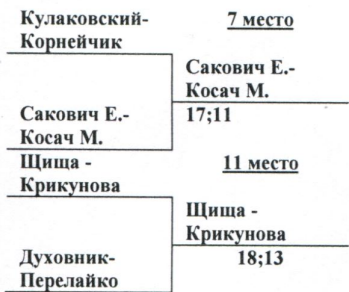 Кулаковский-
Корнейчик
7 место
Сакович Е.-
Косач М.
Сакович Е.-
Косач М.
17;11
Щища -
Крикунова
11 место
Щища -
Крикунова
Духовник-
Перелайко
18;13